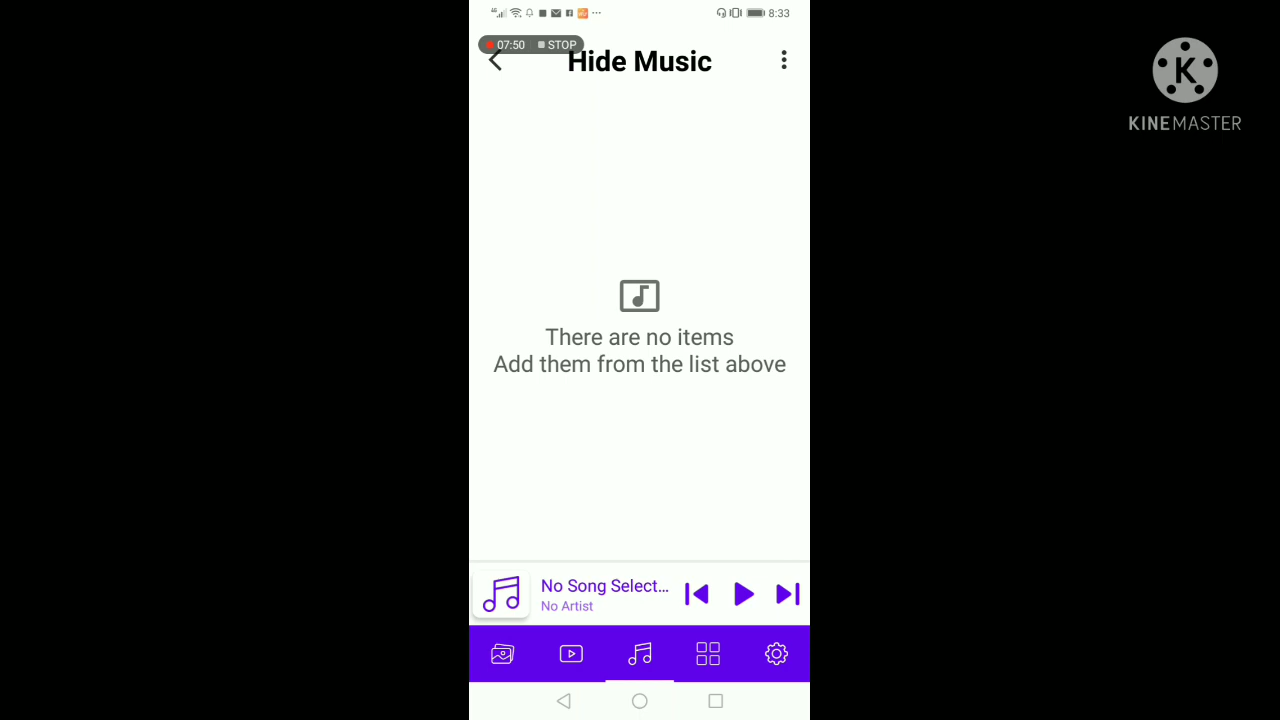 4G 8:33
07:50 STOP
Hide Music
K
KINEMASTER
There are no items
Add them from the list above
No Song Select...
No Artist